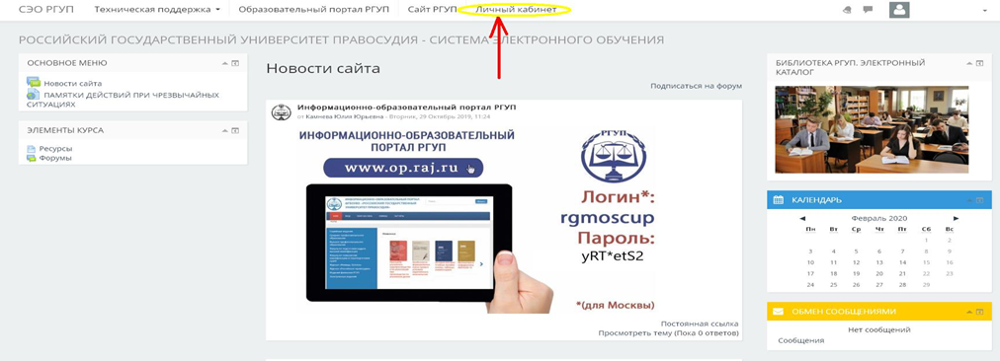 СЭО РГУП
Техническая поддержка
Образовательный портал РГУП
Сайт РГУП
Личный кабинет
РОССИЙСКИЙ ГОСУДАРСТВЕННЫЙ УНИВЕРСИТЕТ ПРАВОСУДИЯ - СИСТЕМА ЭЛЕКТРОННОГО ОБУЧЕНИЯ
ОСНОВНОЕ МЕНЮ
Новости сайта
ПАМЯТКИ ДЕЙСТВИЙ ПРИ ЧРЕЗВЫЧАЙНЫХ
СИТУАЦИЯХ
ЭЛЕМЕНТЫ КУРСА
Ресурсы
Форумы
Новости сайта
Подписаться на форум
Информационно-образовательный портал РГУП
от Камнева Юлия Юрьевна - Вторник, 29 Октябрь 2019, 11:24
ИНФОРМАЦИОННО-ОБРАЗОВАТЕЛЬНЫЙ
ПОРТАЛ РГУП
www.op.raj.ru
РГУП
Логин*:
rgmoscup
Пароль:
yRT*etS2
*(для Москвы)
Постоянная ссылка
Просмотреть тему (Пока 0 ответов)
БИБЛИОТЕКА РГУП. ЭЛЕКТРОННЫЙ
КАТАЛОГ
КАЛЕНДАРЬ
Февраль 2020
Пн Вт Ср Чт Пт Сб Вс
1 2
3 4 5 6 7 8 9
10 11 12 13 14 15 16
17 18 19 20 21 22 23
24 25 26 27 28 29
ОБМЕН СООБЩЕНИЯМИ
Нет сообщений
Сообщения